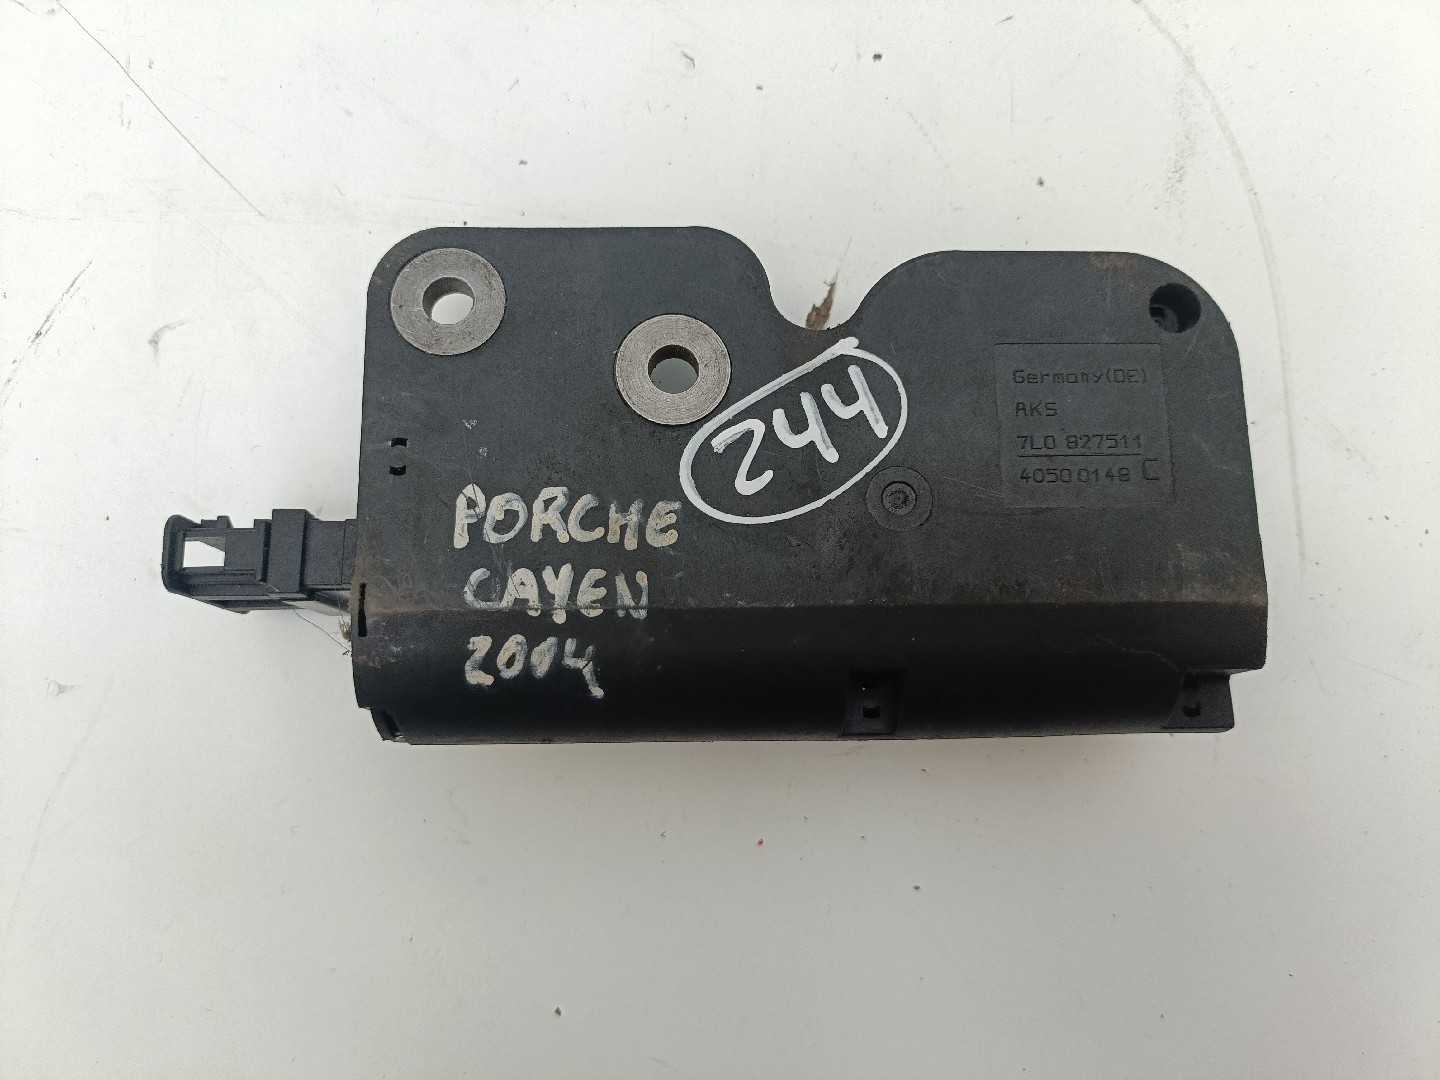 244
Germany(DE)
AKS
7L0 827511
40500148 C
PORCHE
CAYEN
2004